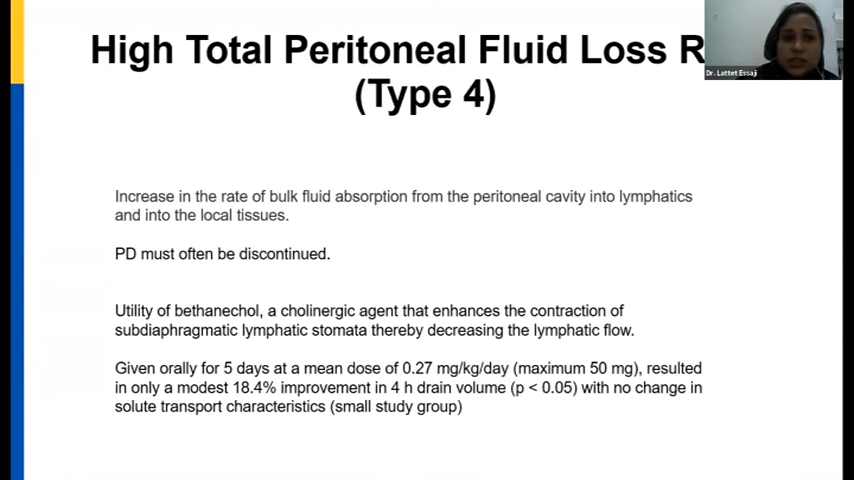 High Total Peritoneal Fluid Loss R
(Type 4)
Dr. Lattet Essaji
Increase in the rate of bulk fluid absorption from the peritoneal cavity into lymphatics
and into the local tissues.
PD must often be discontinued.
Utility of bethanechol, a cholinergic agent that enhances the contraction of
subdiaphragmatic lymphatic stomata thereby decreasing the lymphatic flow.
Given orally for 5 days at a mean dose of 0.27 mg/kg/day (maximum 50 mg), resulted
in only a modest 18.4% improvement in 4 h drain volume (p < 0.05) with no change in
solute transport characteristics (small study group)